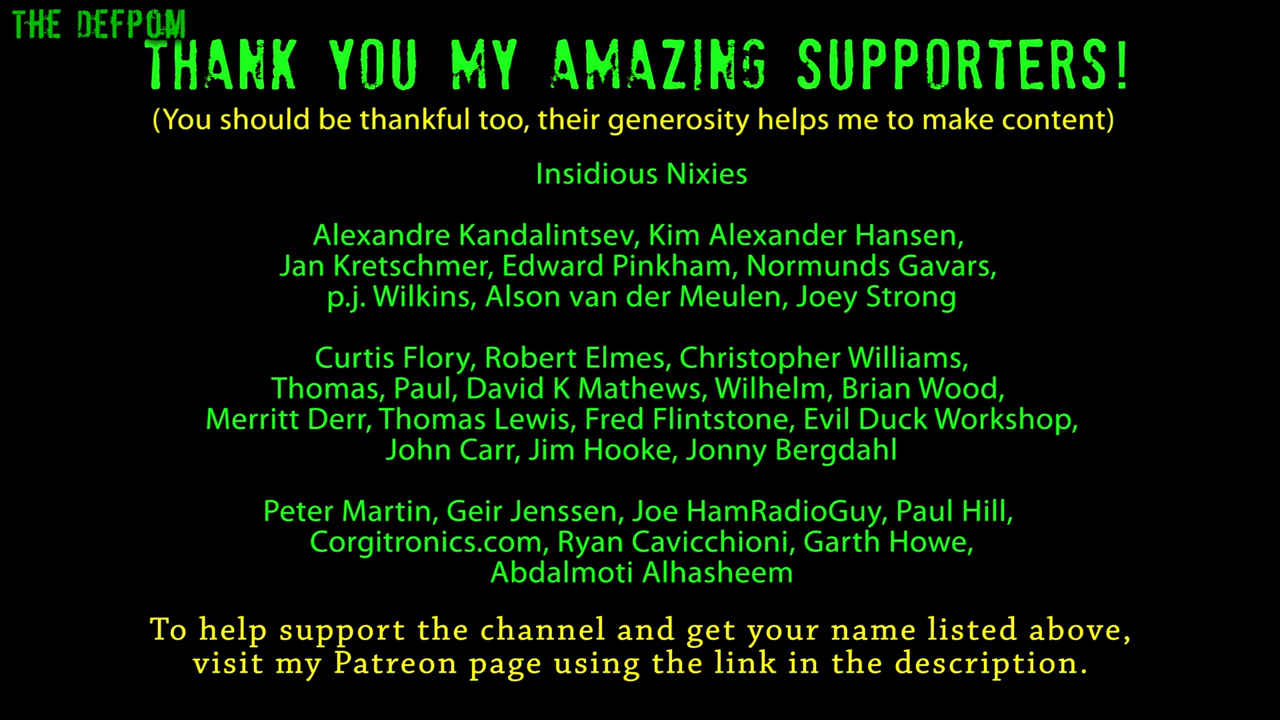 THE DEFPOM
THANK YOU MY AMAZING SUPPORTERS!
(You should be thankful too, their generosity helps me to make content)
Insidious Nixies
Alexandre Kandalintsev, Kim Alexander Hansen,
Jan Kretschmer, Edward Pinkham, Normunds Gavars,
p.j. Wilkins, Alson van der Meulen, Joey Strong
Curtis Flory, Robert Elmes, Christopher Williams,
Thomas, Paul, David K Mathews, Wilhelm, Brian Wood,
Merritt Derr, Thomas Lewis, Fred Flintstone, Evil Duck Workshop,
John Carr, Jim Hooke, Jonny Bergdahl
Peter Martin, Geir Jenssen, Joe HamRadioGuy, Paul Hill,
Corgitronics.com, Ryan Cavicchioni, Garth Howe,
Abdalmoti Alhasheem
To help support the channel and get your name listed above,
visit my Patreon page using the link in the description.